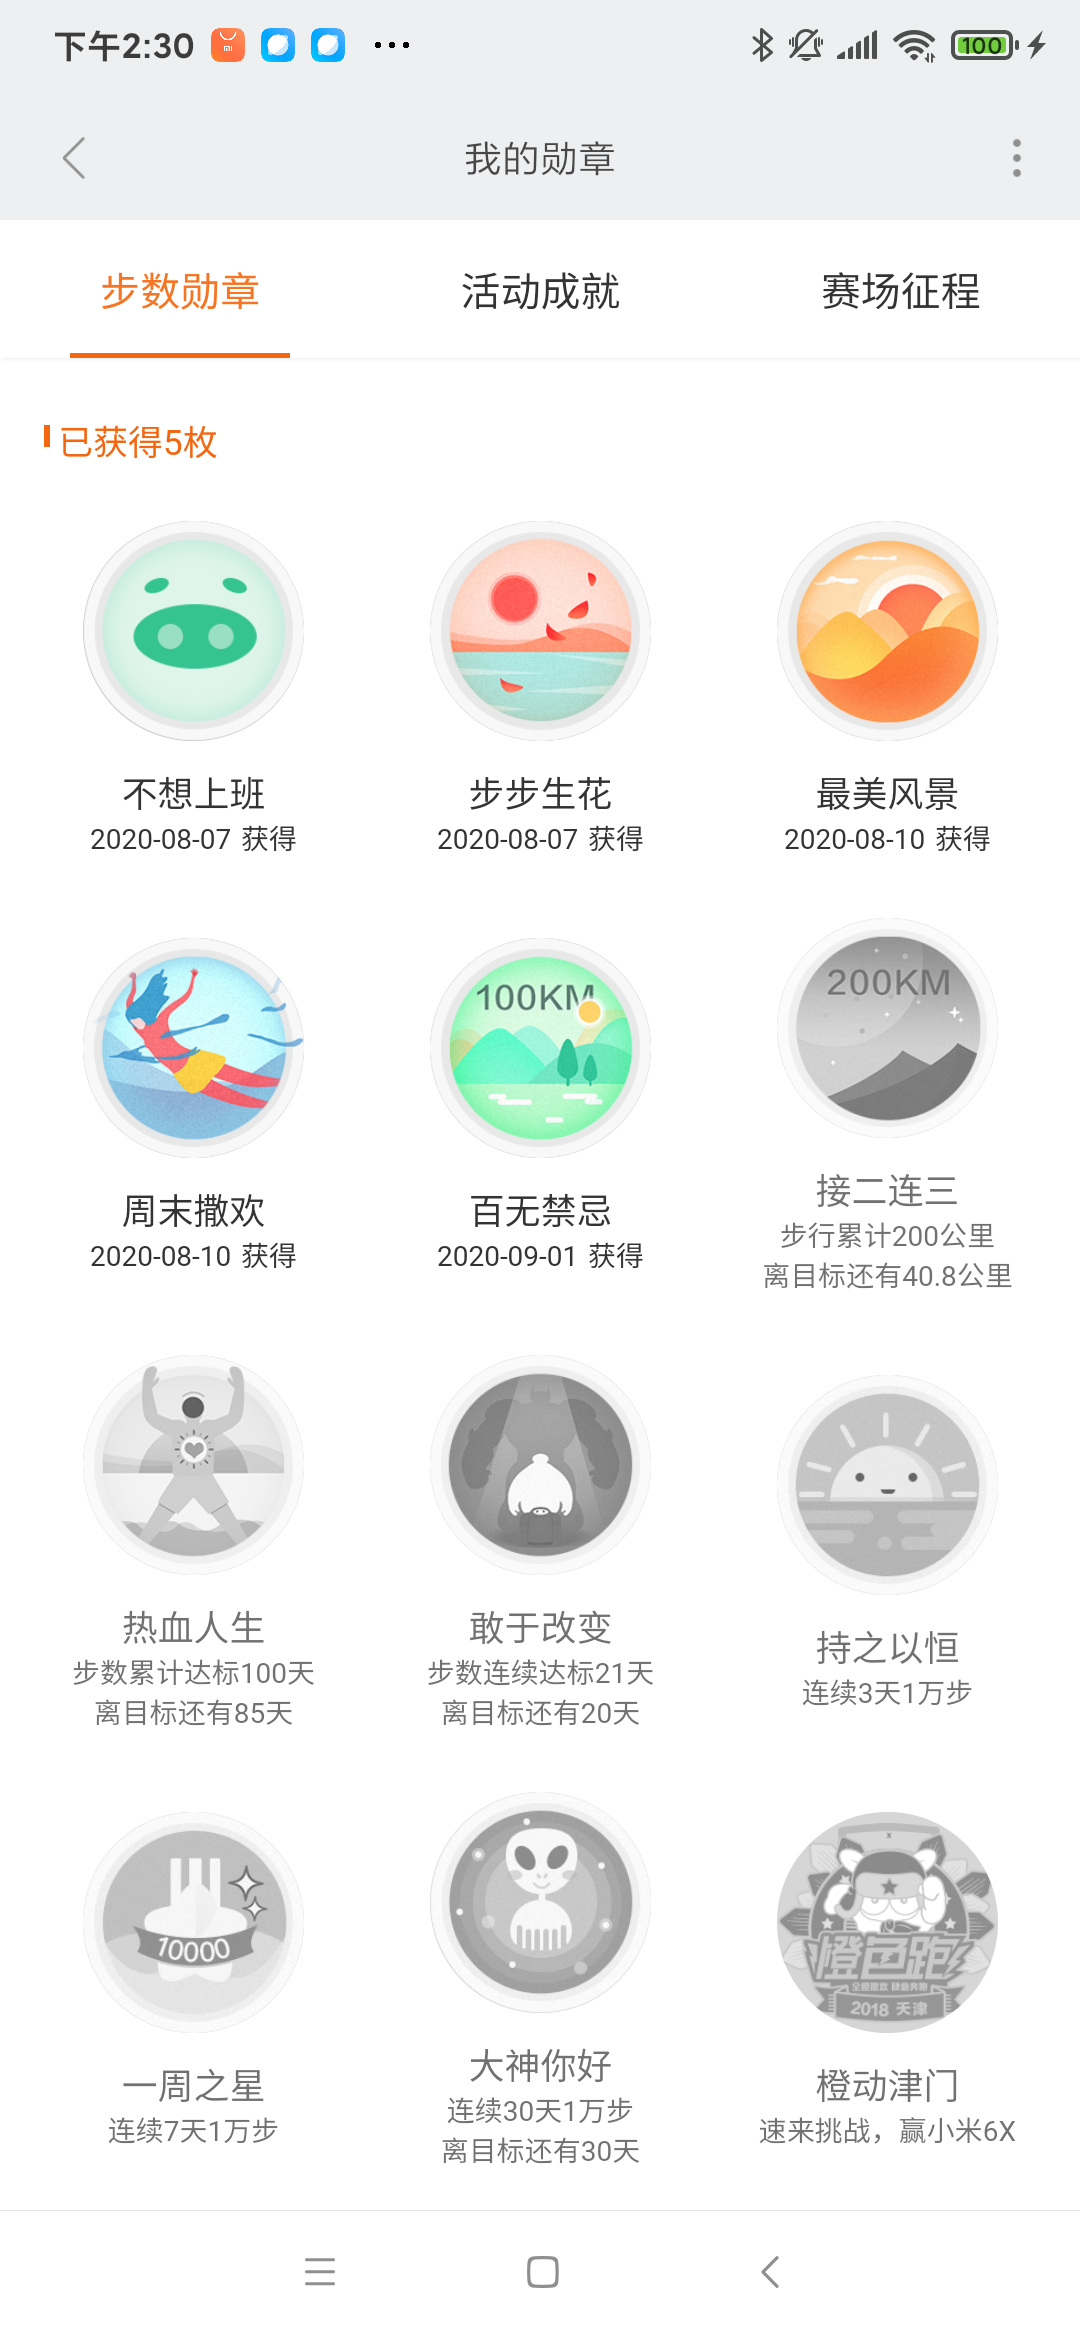 下午2:30
100
我的勋章
步数勋章 活动成就 赛场征程
已获得5枚
不想上班 步步生花 最美风景
2020-08-07 获得 2020-08-07 获得 2020-08-10 获得
100KM 200KM
周末撒欢 百无禁忌 接二连三
2020-08-10 获得 2020-09-01 获得 步行累计200公里
离目标还有40.8公里
热血人生 敢于改变 持之以恒
步数累计达标100天 步数连续达标21天 连续3天1万步
离目标还有85天 离目标还有20天
10000
橙色跑
2018 天津
一周之星 大神你好 橙动津门
连续7天1万步 连续30天1万步 速来挑战，赢小米6X
离目标还有30天